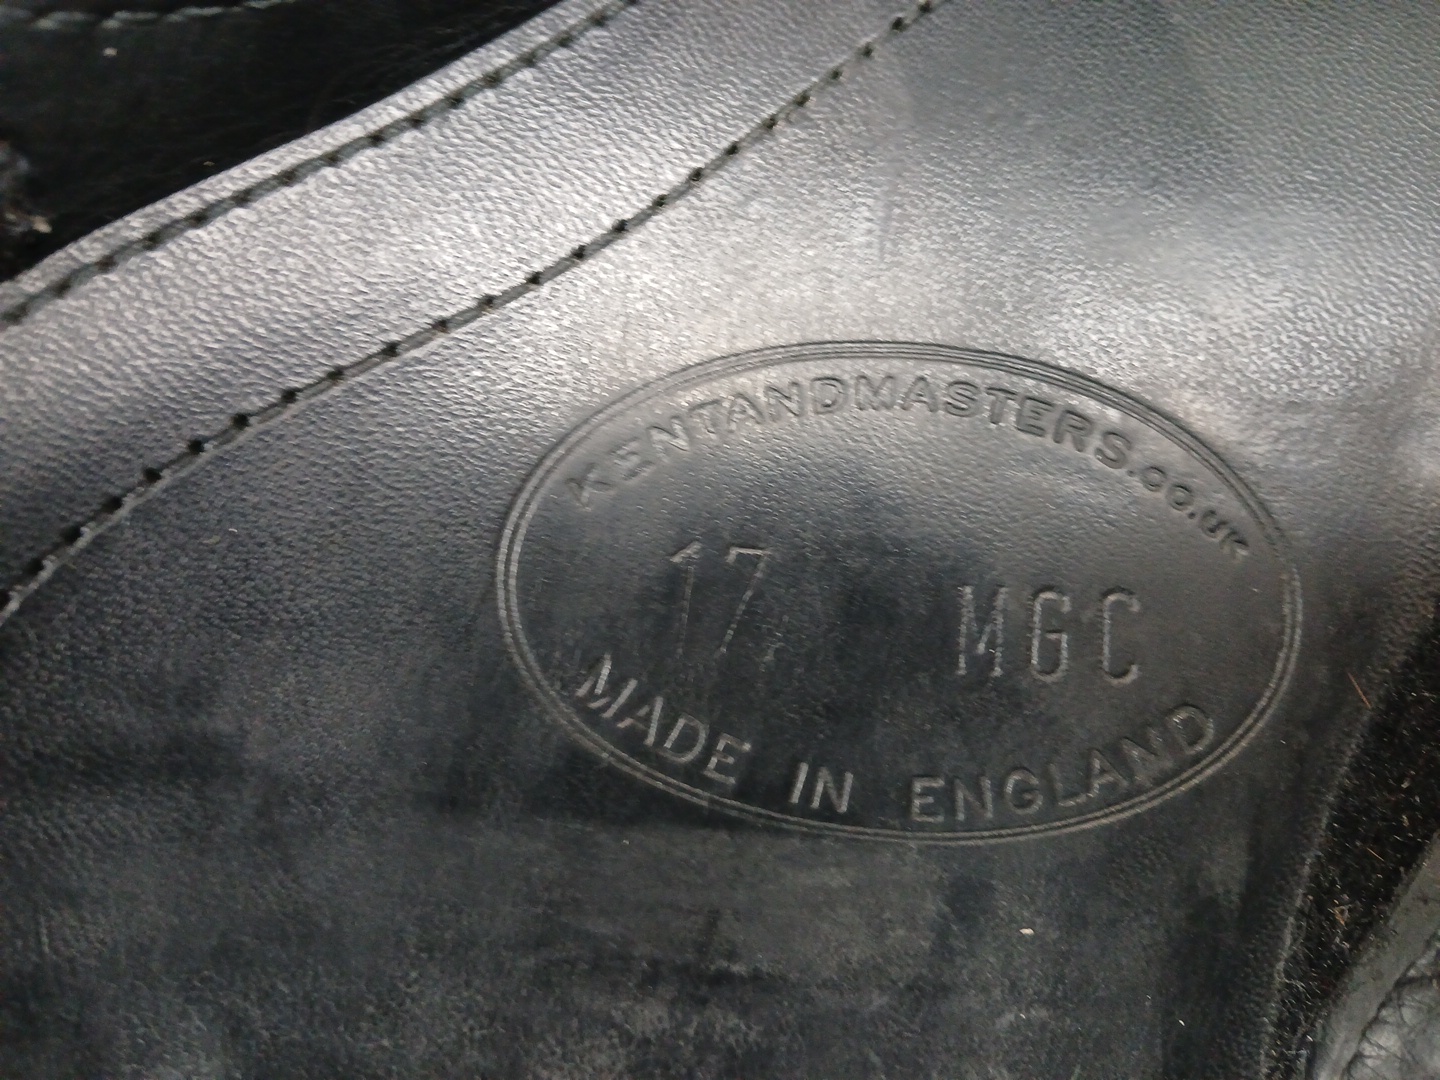 KENTANDMASTERS.CO.UK
17 MGC
MADE IN ENGLAND